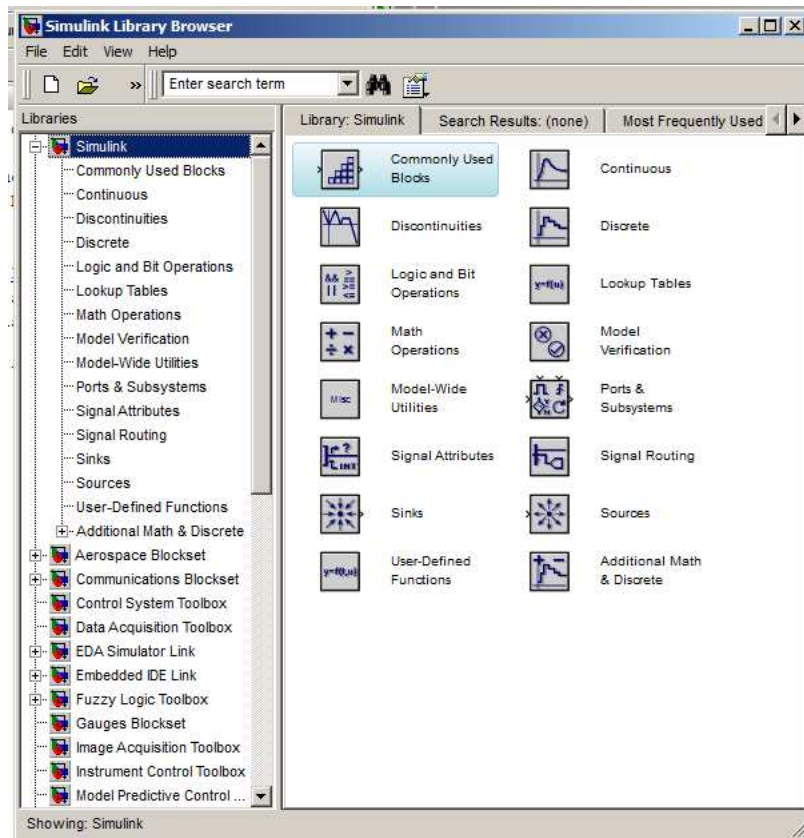 Simulink Library Browser
File Edit View Help
» Enter search term
Libraries
Simulink
Commonly Used Blocks
Continuous
Discontinuities
Discrete
Logic and Bit Operations
Lookup Tables
Math Operations
Model Verification
Model-Wide Utilities
Ports & Subsystems
Signal Attributes
Signal Routing
Sinks
Sources
User-Defined Functions
Additional Math & Discrete
Aerospace Blockset
Communications Blockset
Control System Toolbox
Data Acquisition Toolbox
EDA Simulator Link
Embedded IDE Link
Fuzzy Logic Toolbox
Gauges Blockset
Image Acquisition Toolbox
Instrument Control Toolbox
Model Predictive Control ...
Library: Simulink Search Results: (none) Most Frequently Used
Commonly Used
Blocks
Continuous
Discontinuities
Discrete
&& >=
|| <=
Logic and Bit
Operations
y=f(u)
Lookup Tables
+ −
÷ ×
Math
Operations
Model
Verification
Misc
Model-Wide
Utilities
Ports &
Subsystems
Signal Attributes
Signal Routing
Sinks
Sources
y=f(t,u)
User-Defined
Functions
+ −
Additional Math
& Discrete
Showing: Simulink